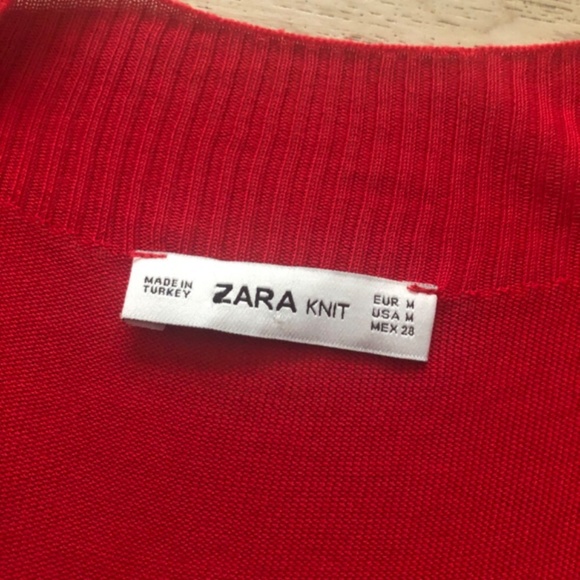 MADE IN
TURKEY
ZARA KNIT
EUR M
USA M
MEX 28